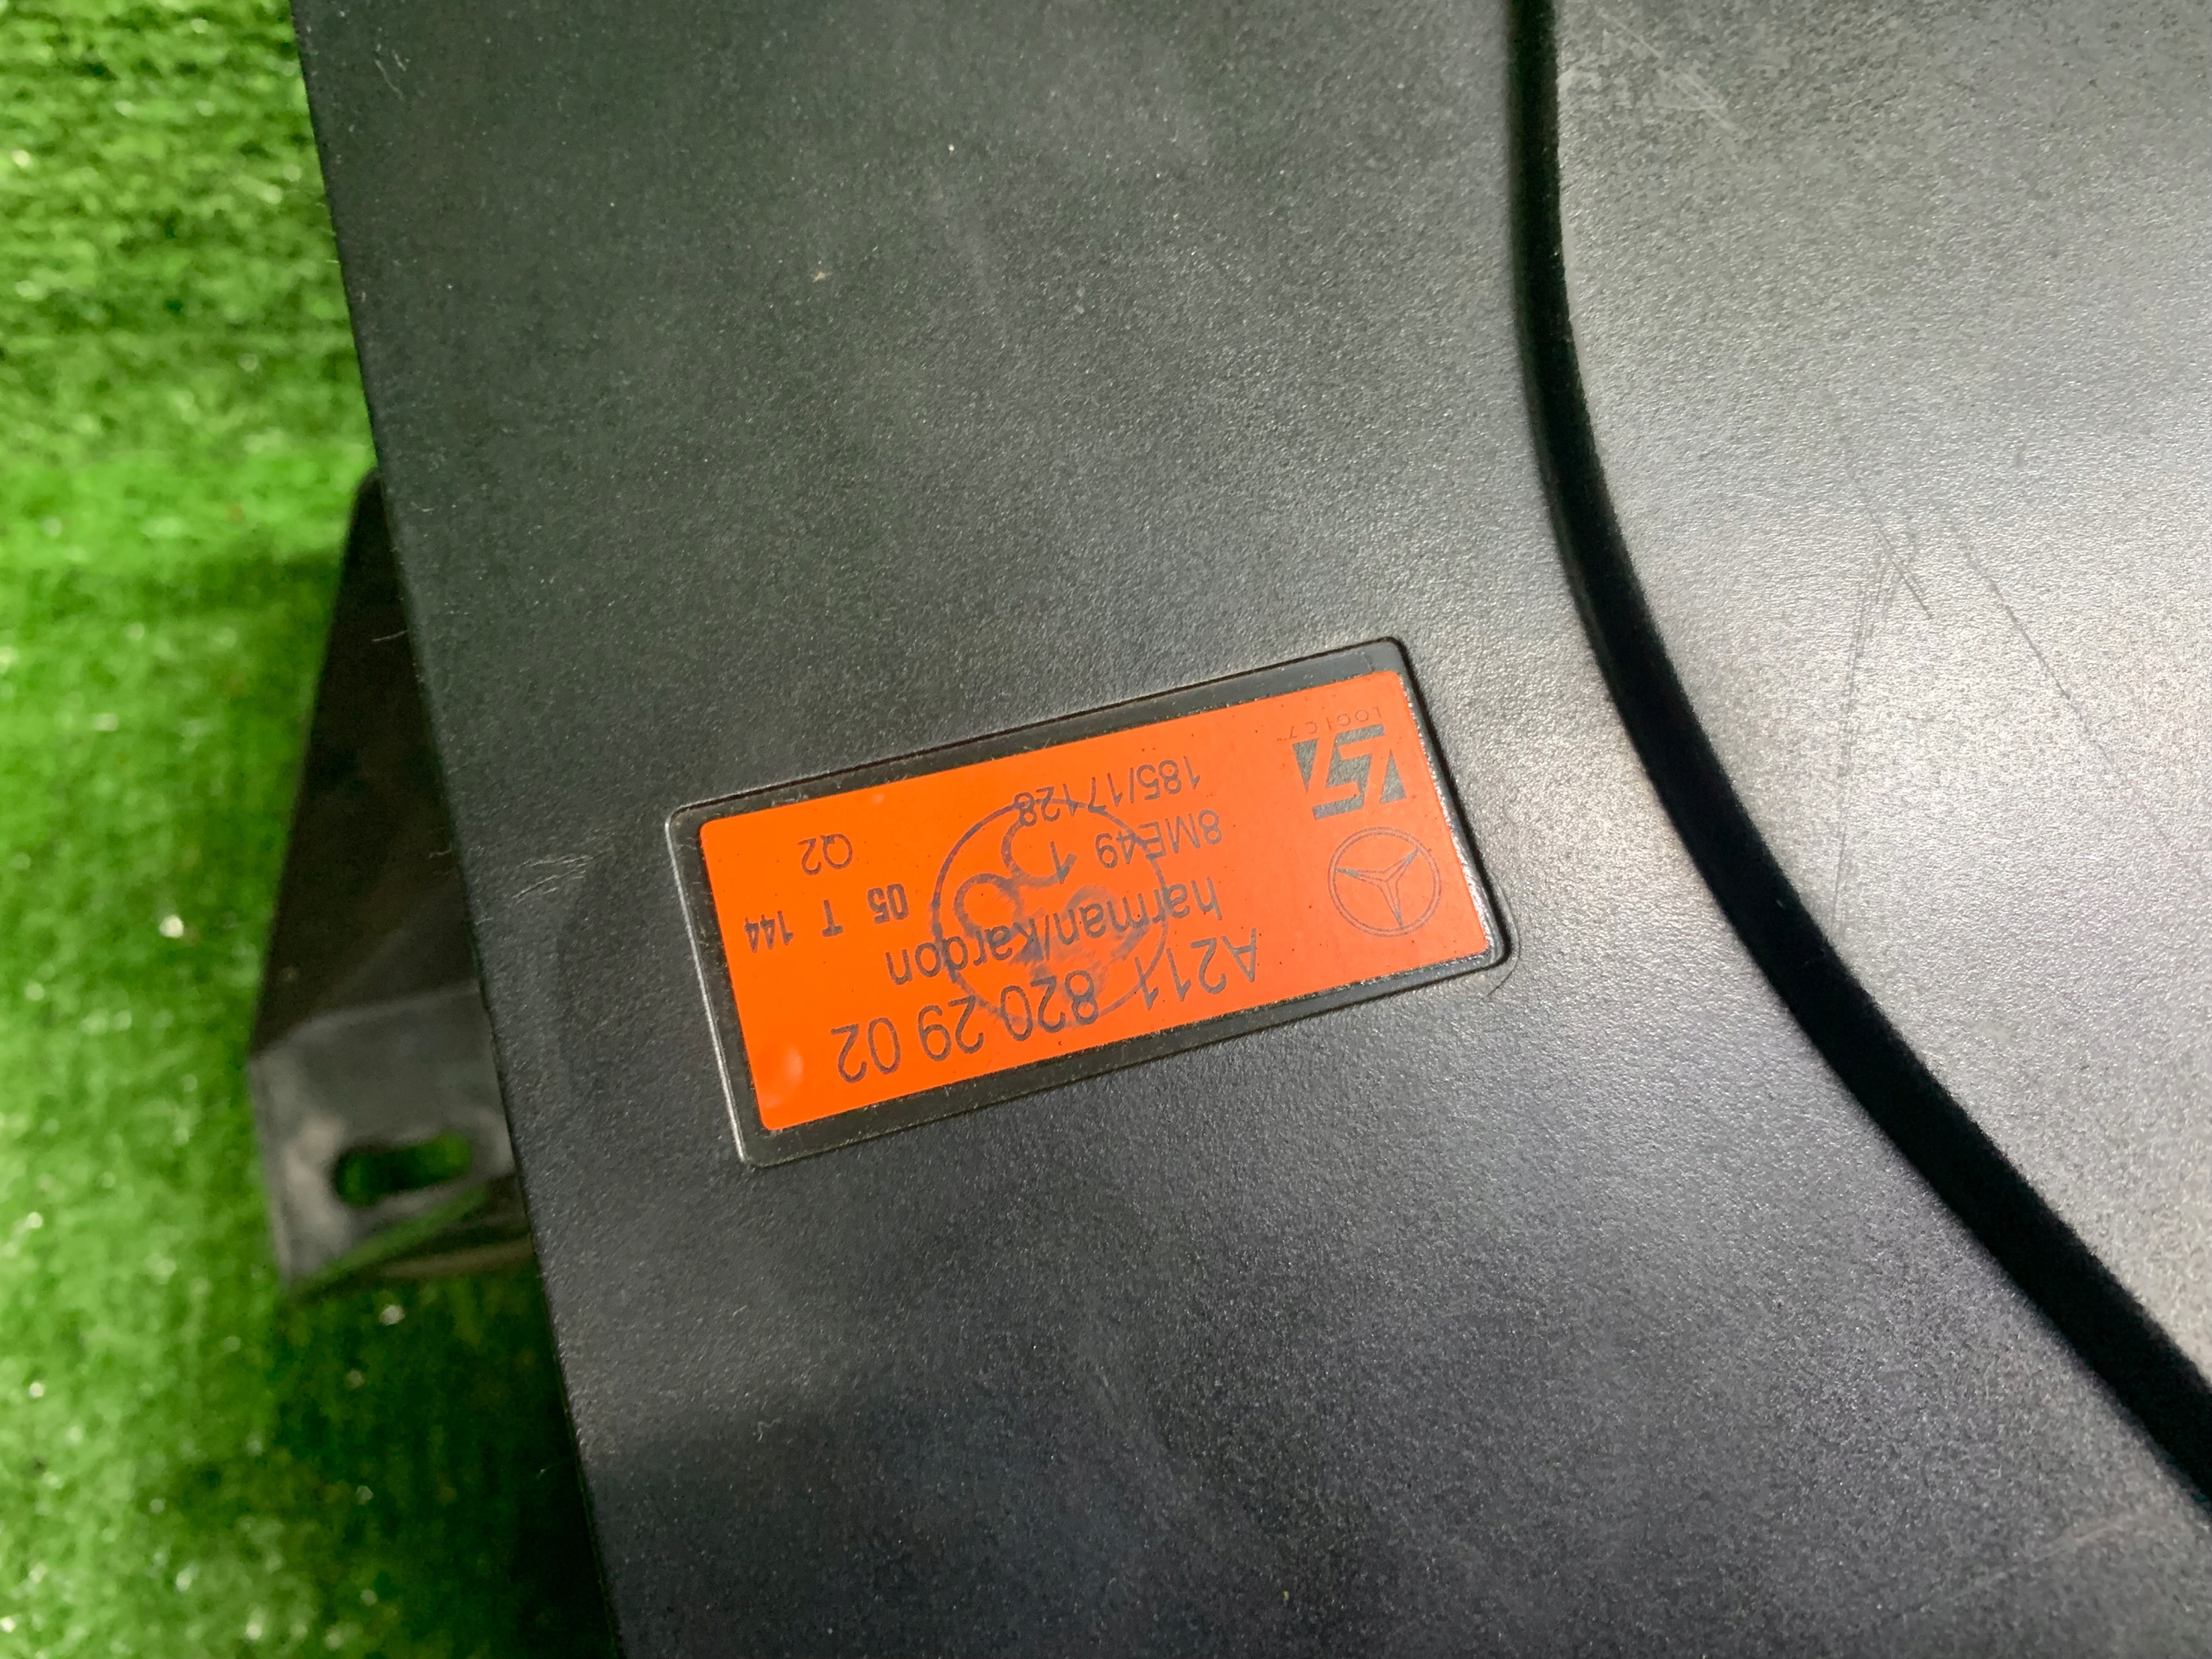 A211 820 29 02
harman/kardon
8ME49 1 05 T 144
185/17128 Q2
LOGIC 7